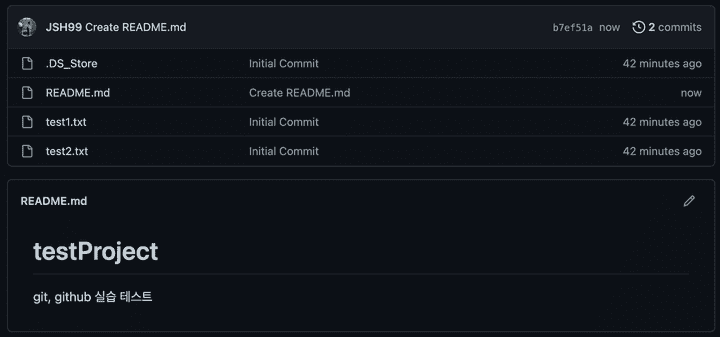 JSH99 Create README.md b7ef51a now 2 commits
.DS_Store Initial Commit 42 minutes ago
README.md Create README.md now
test1.txt Initial Commit 42 minutes ago
test2.txt Initial Commit 42 minutes ago
README.md
testProject
git, github 실습 테스트